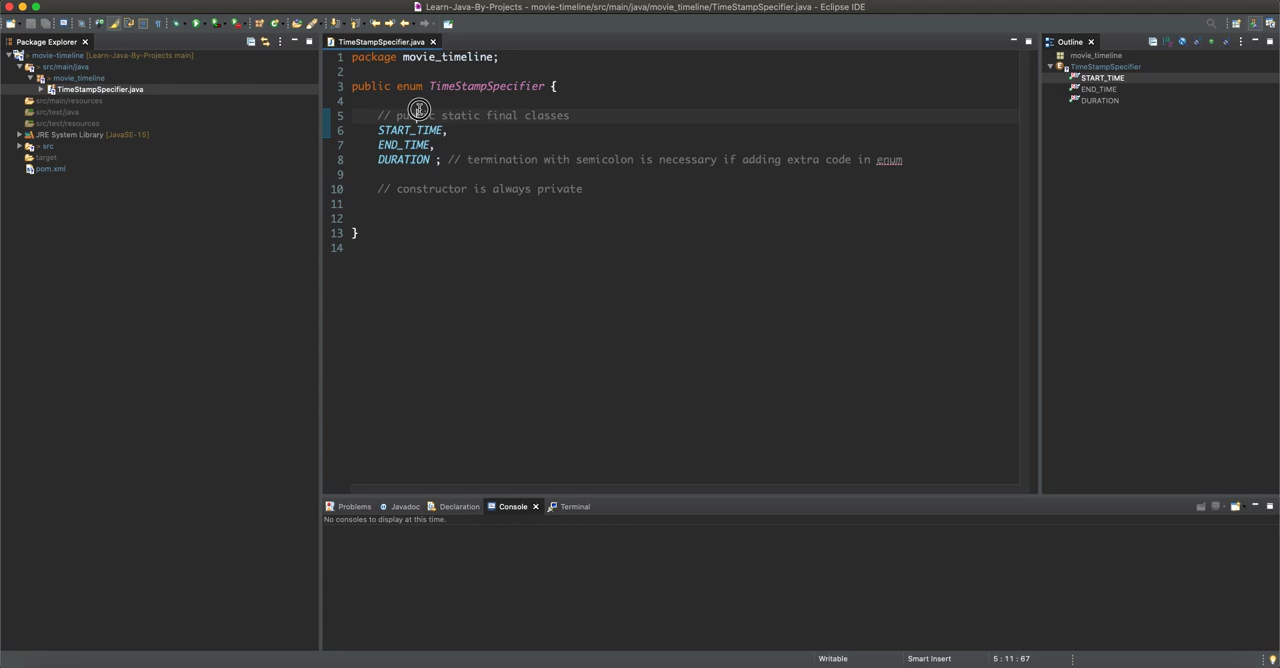 Learn-Java-By-Projects - movie-timeline/src/main/java/movie_timeline/TimeStampSpecifier.java - Eclipse IDE
Package Explorer
> movie-timeline [Learn-Java-By-Projects main]
> src/main/java
> movie_timeline
TimeStampSpecifier.java
src/main/resources
src/test/java
src/test/resources
JRE System Library [JavaSE-15]
> src
target
pom.xml
TimeStampSpecifier.java
1 package movie_timeline;
2
3 public enum TimeStampSpecifier {
4
5 // public static final classes
6 START_TIME,
7 END_TIME,
8 DURATION ; // termination with semicolon is necessary if adding extra code in enum
9
10 // constructor is always private
11
12
13 }
14
Outline
movie_timeline
TimeStampSpecifier
START_TIME
END_TIME
DURATION
Problems Javadoc Declaration Console Terminal
No consoles to display at this time.
Writable Smart Insert 5 : 11 : 67